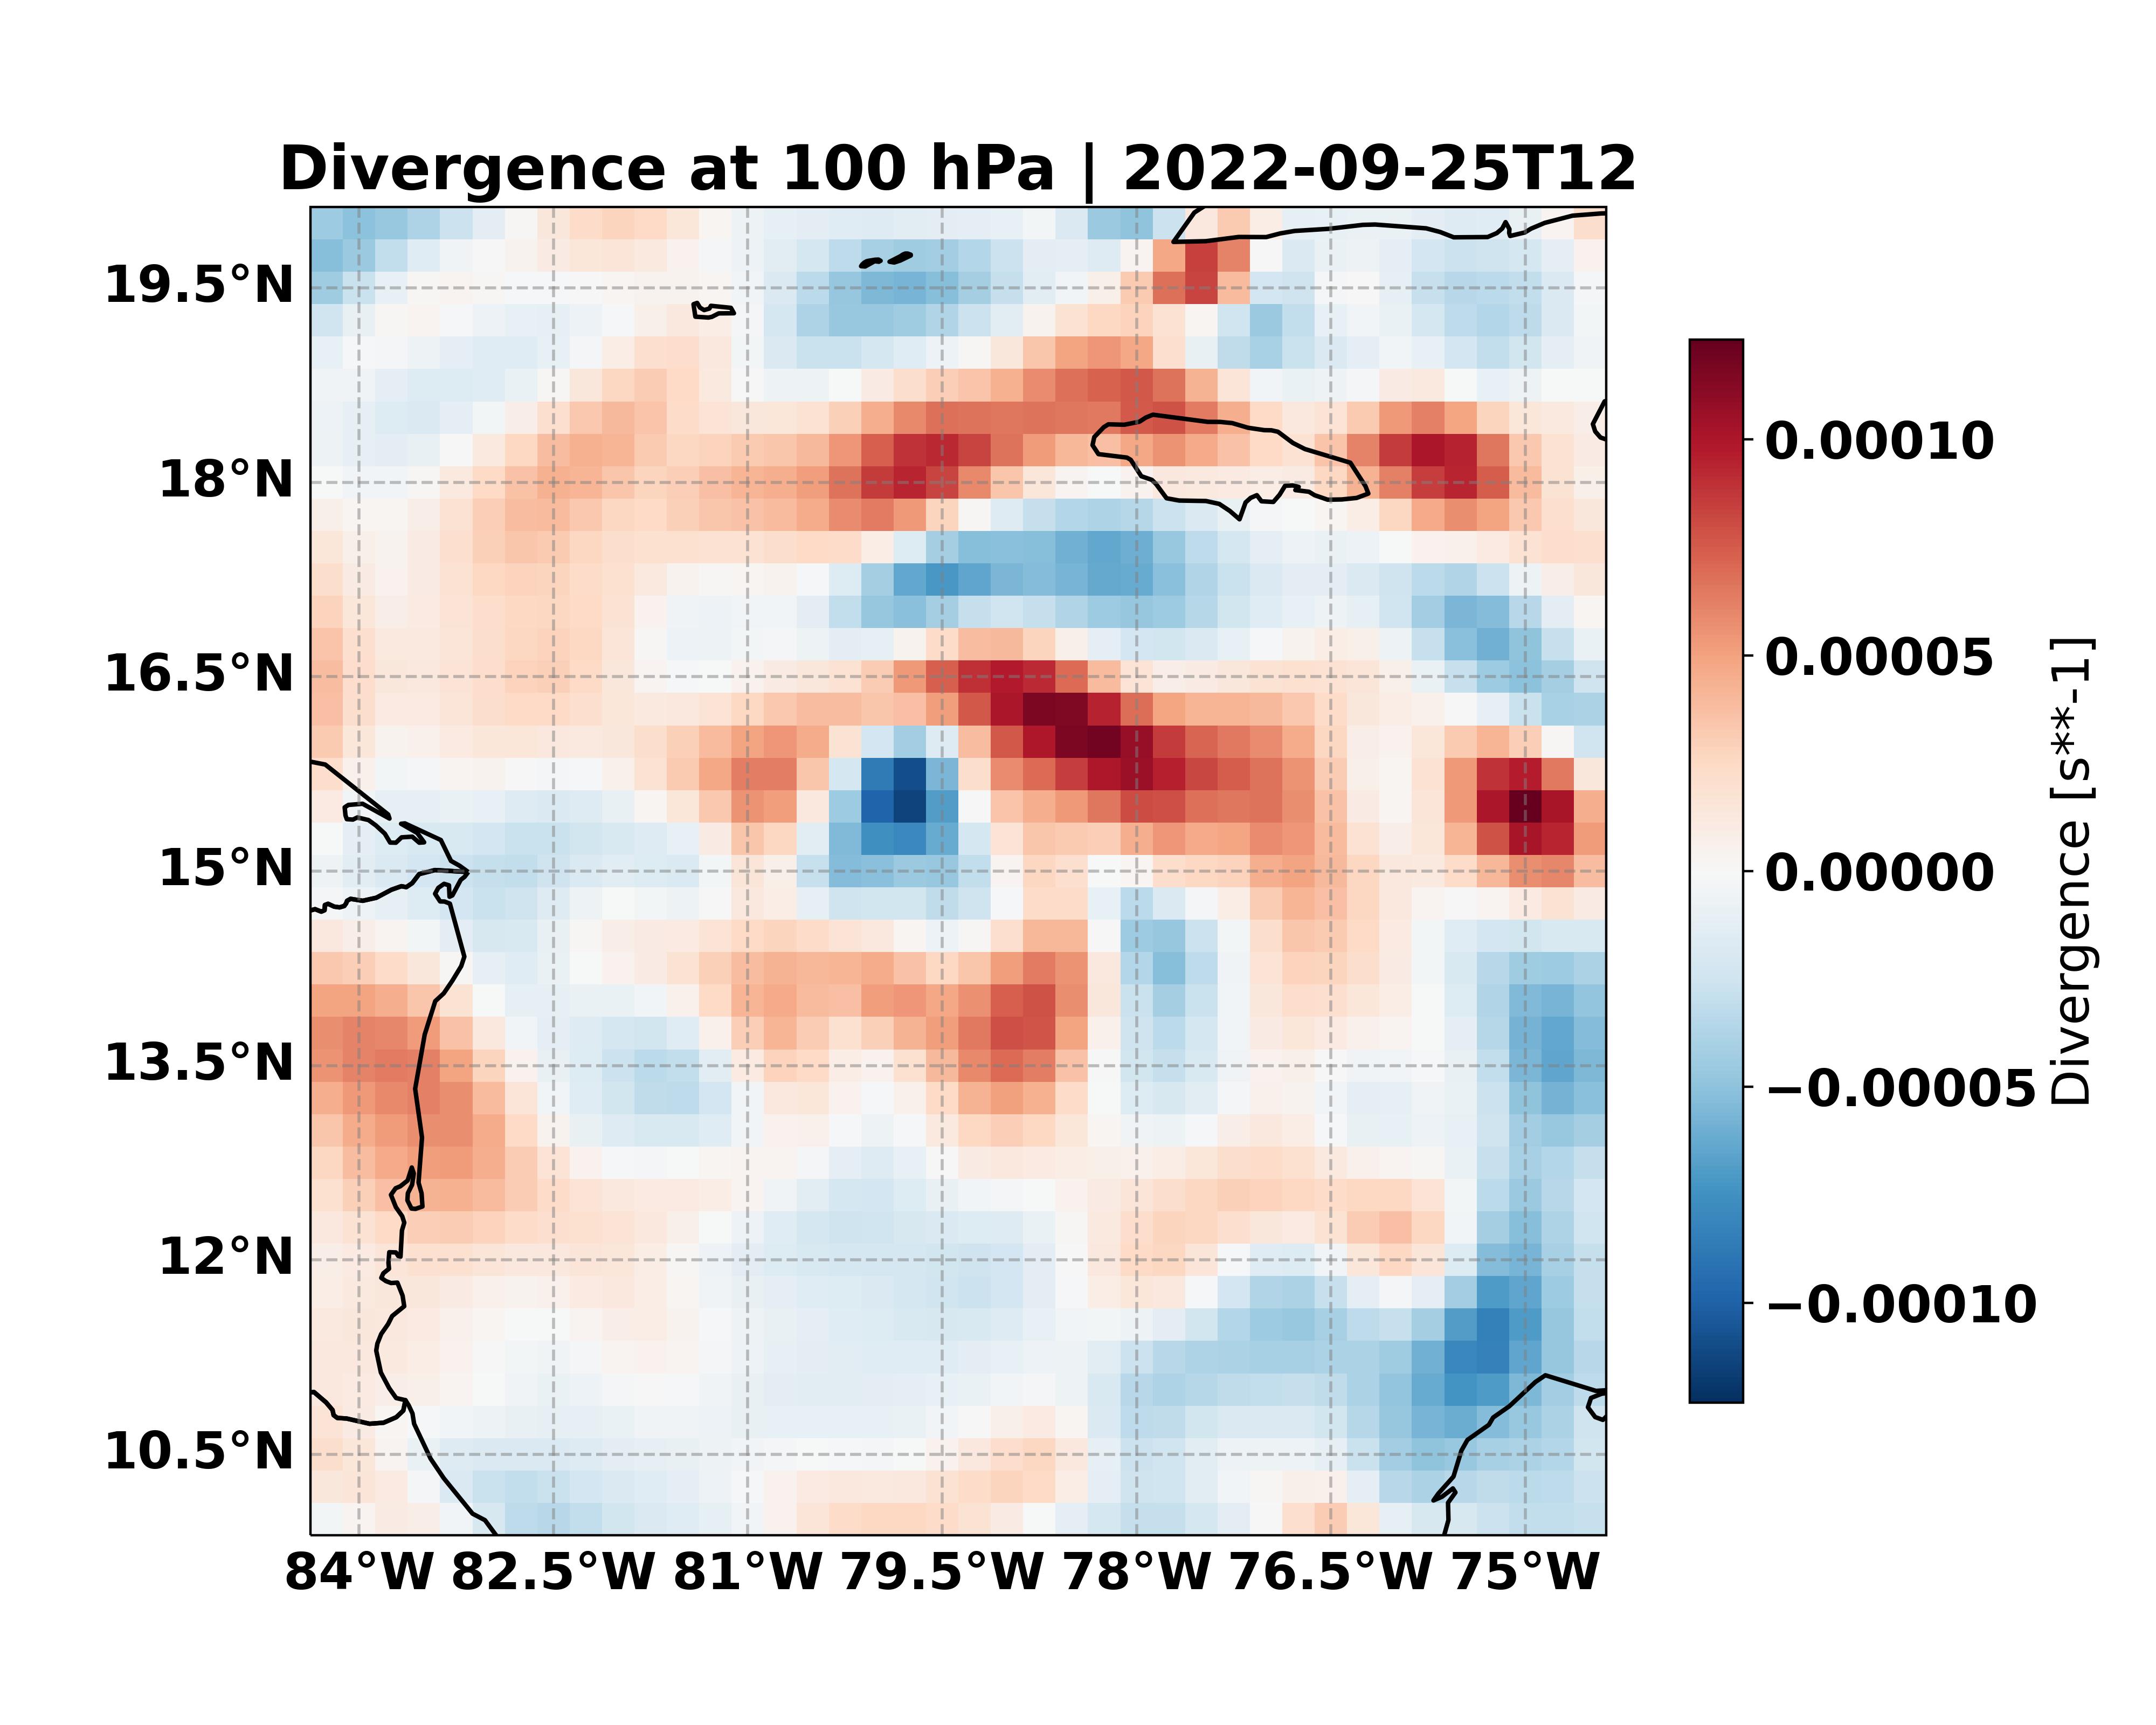 Divergence at 100 hPa | 2022-09-25T12
19.5°N
18°N
16.5°N
15°N
13.5°N
12°N
10.5°N
84°W 82.5°W 81°W 79.5°W 78°W 76.5°W 75°W
0.00010
0.00005
0.00000
−0.00005
−0.00010
Divergence [s**-1]